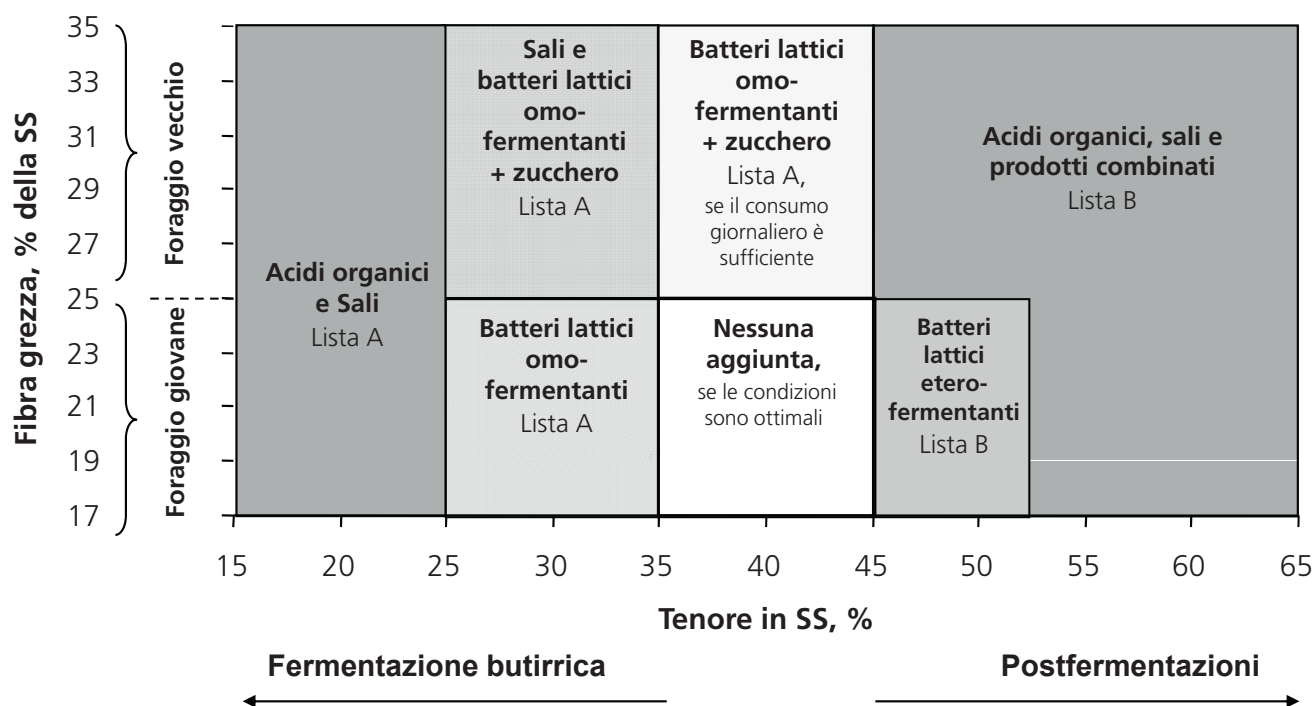 Fibra grezza, % della SS
Foraggio vecchio
Foraggio giovane
35
33
31
29
27
25
23
21
19
17
Acidi organici
e Sali
Lista A
Sali e
batteri lattici
omo-
fermentanti
+ zucchero
Lista A
Batteri lattici
omo-
fermentanti
Lista A
Batteri lattici
omo-
fermentanti
+ zucchero
Lista A,
se il consumo
giornaliero è
sufficiente
Nessuna
aggiunta,
se le condizioni
sono ottimali
Acidi organici, sali e
prodotti combinati
Lista B
Batteri
lattici
etero-
fermentanti
Lista B
15 20 25 30 35 40 45 50 55 60 65
Tenore in SS, %
Fermentazione butirrica
Postfermentazioni